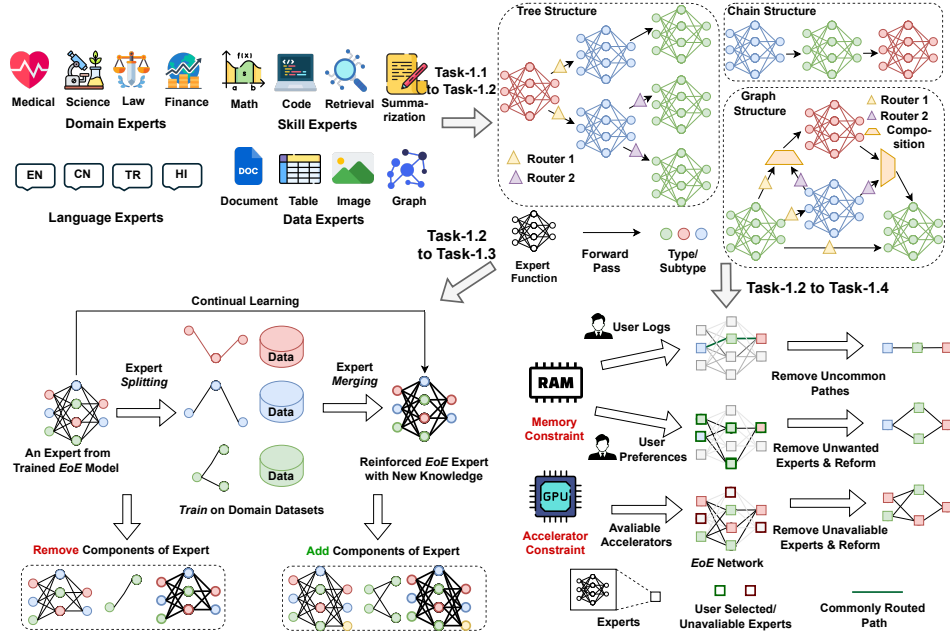 Medical
Science
Law
Finance
Domain Experts
f(x)
a
b
Math
Code
Retrieval
Summa-
rization
Skill Experts
EN
CN
TR
HI
Language Experts
DOC
Document
Table
Image
Graph
Data Experts
Task-1.1
to Task-1.2
Tree Structure
Router 1
Router 2
Chain Structure
Graph
Structure
Router 1
Router 2
Compo-
sition
Expert
Function
Forward
Pass
Type/
Subtype
Task-1.2
to Task-1.3
Task-1.2 to Task-1.4
Continual Learning
Expert
Splitting
Data
Data
Data
Expert
Merging
An Expert from
Trained EoE Model
Train on Domain Datasets
Reinforced EoE Expert
with New Knowledge
Remove Components of Expert
Add Components of Expert
User Logs
RAM
Memory
Constraint
User
Preferences
GPU
Accelerator
Constraint
Avaliable
Accelerators
Remove Uncommon
Pathes
Remove Unwanted
Experts & Reform
Remove Unavaliable
Experts & Reform
EoE Network
Experts
User Selected/
Unavaliable Experts
Commonly Routed
Path